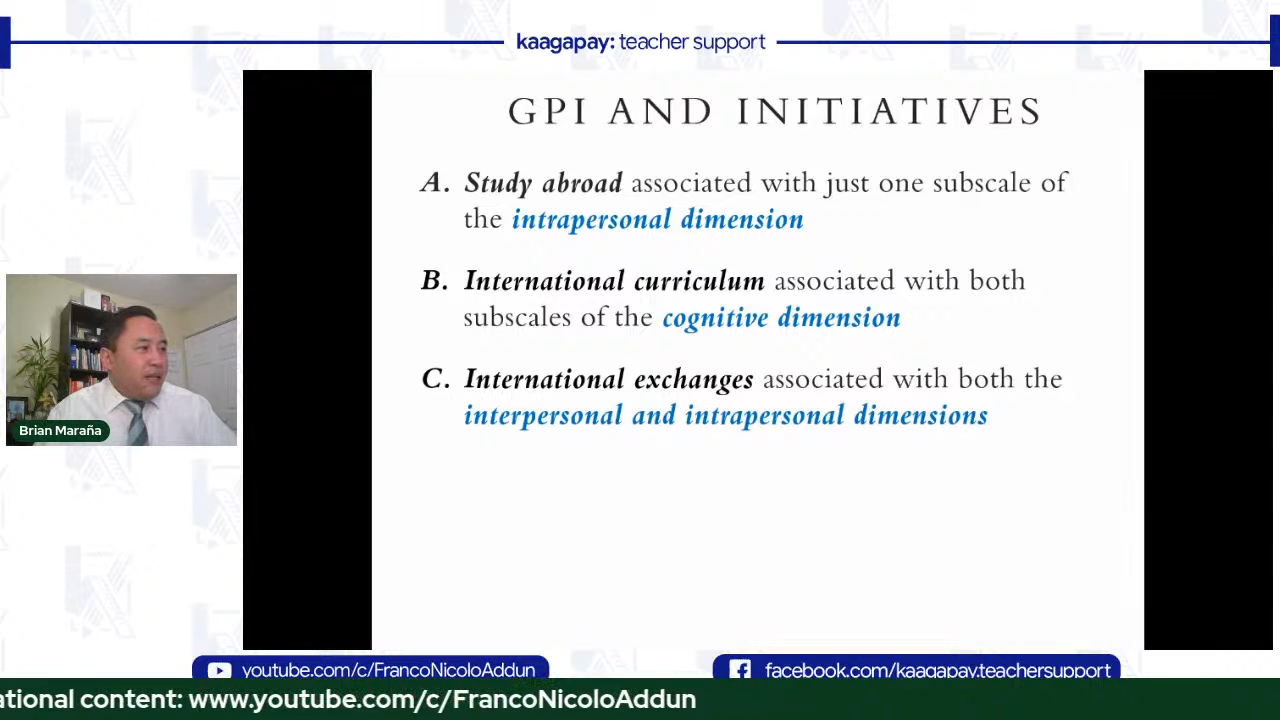 kaagapay: teacher support
GPI AND INITIATIVES
A. Study abroad associated with just one subscale of
the intrapersonal dimension
B. International curriculum associated with both
subscales of the cognitive dimension
C. International exchanges associated with both the
interpersonal and intrapersonal dimensions
Brian Maraña
youtube.com/c/FrancoNicoloAddun
facebook.com/kaagapay.teachersupport
ational content: www.youtube.com/c/FrancoNicoloAddun